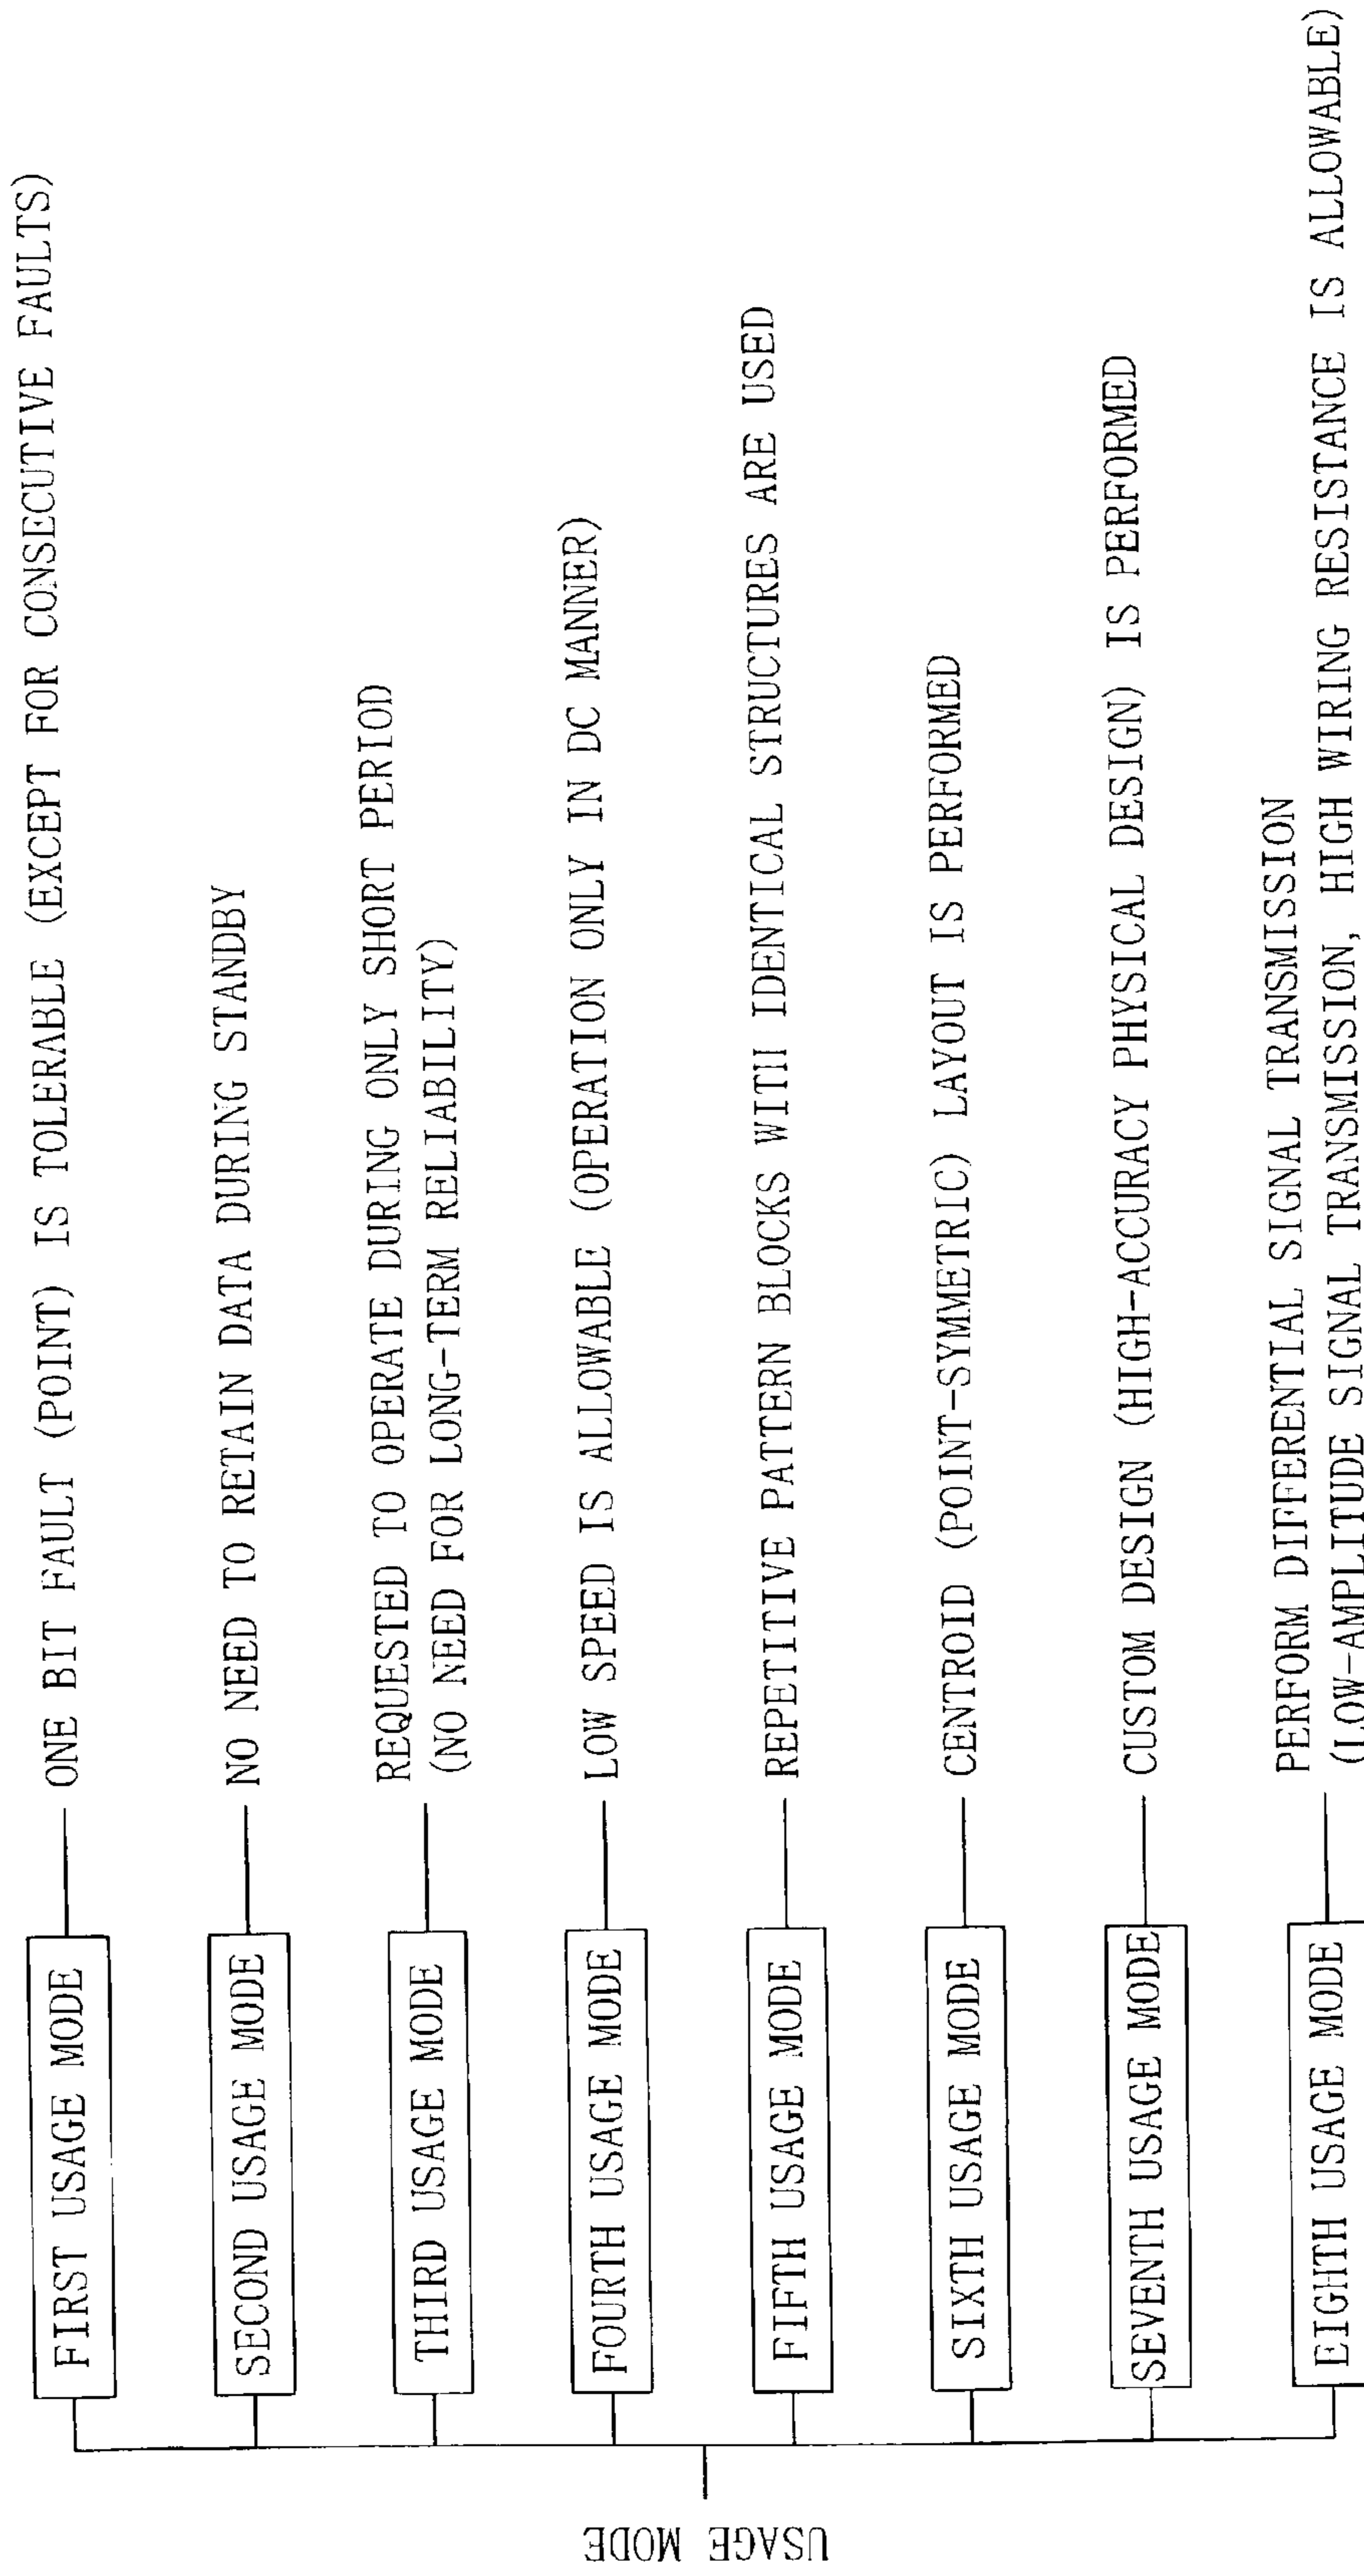 USAGE MODE
FIRST USAGE MODE
ONE BIT FAULT (POINT) IS TOLERABLE (EXCEPT FOR CONSECUTIVE FAULTS)
SECOND USAGE MODE
NO NEED TO RETAIN DATA DURING STANDBY
THIRD USAGE MODE
REQUESTED TO OPERATE DURING ONLY SHORT PERIOD
(NO NEED FOR LONG-TERM RELIABILITY)
FOURTH USAGE MODE
LOW SPEED IS ALLOWABLE (OPERATION ONLY IN DC MANNER)
FIFTH USAGE MODE
REPETITIVE PATTERN BLOCKS WITH IDENTICAL STRUCTURES ARE USED
SIXTH USAGE MODE
CENTROID (POINT-SYMMETRIC) LAYOUT IS PERFORMED
SEVENTH USAGE MODE
CUSTOM DESIGN (HIGH-ACCURACY PHYSICAL DESIGN) IS PERFORMED
EIGHTH USAGE MODE
PERFORM DIFFERENTIAL SIGNAL TRANSMISSION
(LOW-AMPLITUDE SIGNAL TRANSMISSION, HIGH WIRING RESISTANCE IS ALLOWABLE)